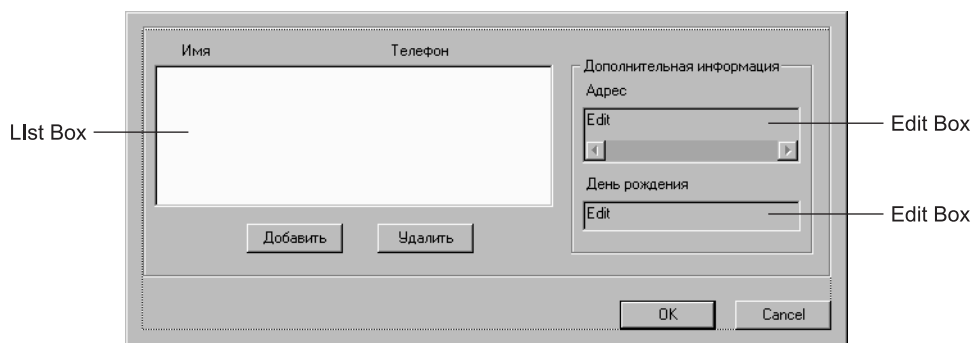 Имя
Телефон
Дополнительная информация
Адрес
Edit
День рождения
Edit
Добавить
Удалить
OK
Cancel
LIst Box
Edit Box
Edit Box